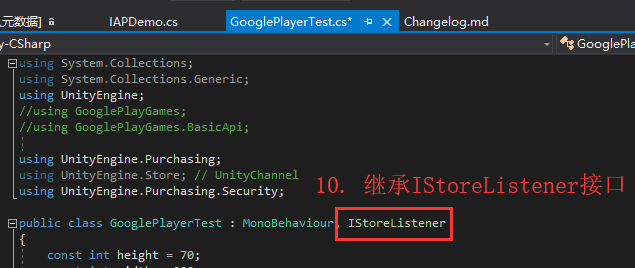 元数据]
IAPDemo.cs
GooglePlayerTest.cs*
Changelog.md
y-CSharp
GooglePla
using System.Collections;
using System.Collections.Generic;
using UnityEngine;
//using GooglePlayGames;
//using GooglePlayGames.BasicApi;
using UnityEngine.Purchasing;
using UnityEngine.Store; // UnityChannel
using UnityEngine.Purchasing.Security;
10. 继承IStoreListener接口
public class GooglePlayerTest : MonoBehaviour, IStoreListener
{
const int height = 70;